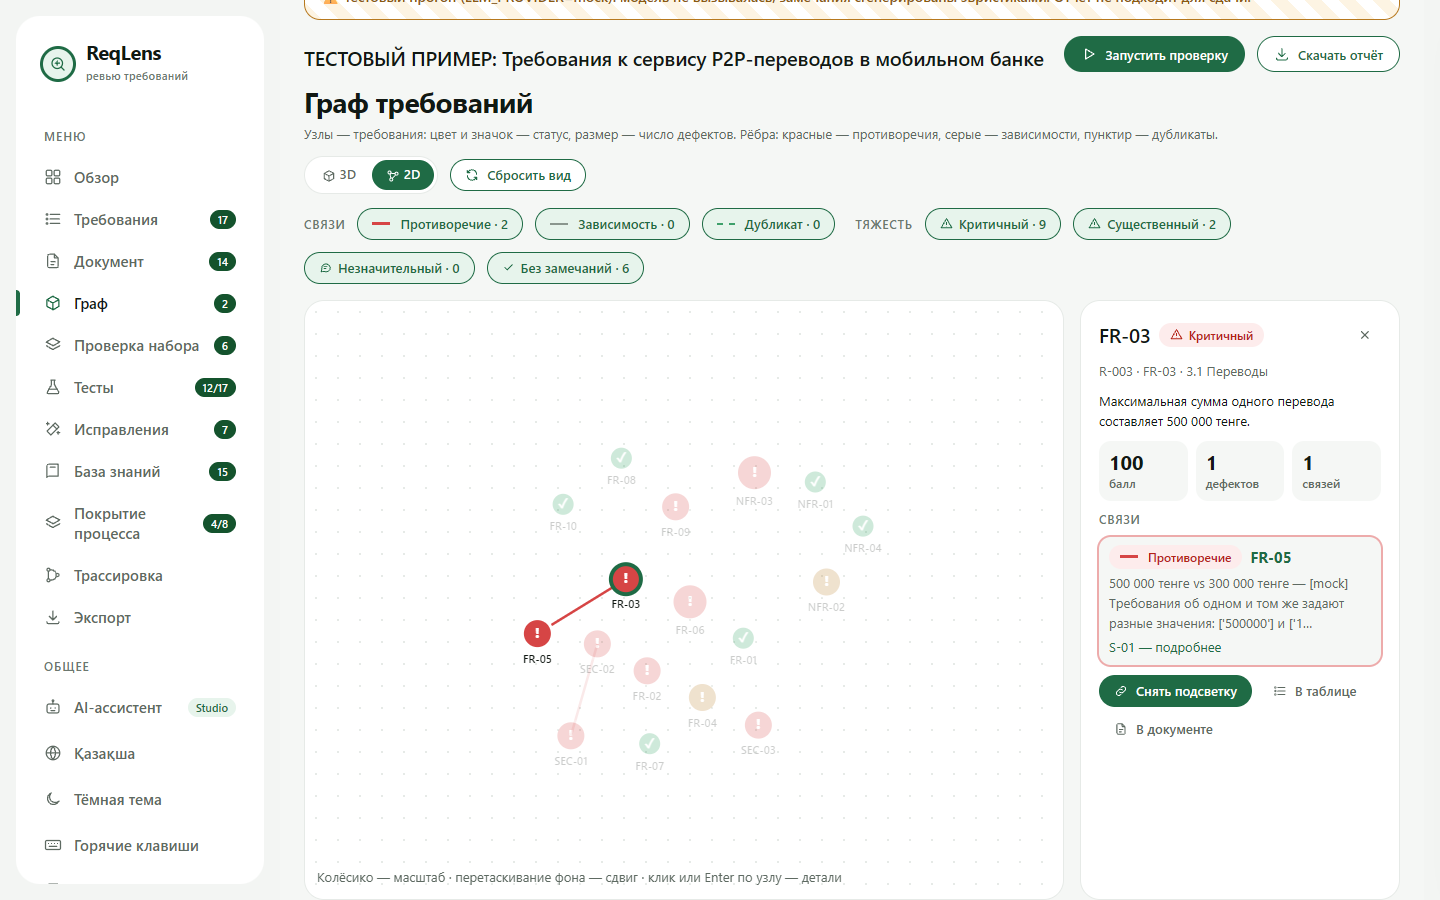 ReqLens
ревью требований
МЕНЮ
Обзор
Требования 17
Документ 14
Граф 2
Проверка набора 6
Тесты 12/17
Исправления 7
База знаний 15
Покрытие процесса 4/8
Трассировка
Экспорт
ОБЩЕЕ
AI-ассистент Studio
Қазақша
Тёмная тема
Горячие клавиши
ТЕСТОВЫЙ ПРИМЕР: Требования к сервису P2P-переводов в мобильном банке
Запустить проверку
Скачать отчёт
Граф требований
Узлы — требования: цвет и значок — статус, размер — число дефектов. Рёбра: красные — противоречия, серые — зависимости, пунктир — дубликаты.
3D
2D
Сбросить вид
СВЯЗИ
Противоречие · 2
Зависимость · 0
Дубликат · 0
ТЯЖЕСТЬ
Критичный · 9
Существенный · 2
Незначительный · 0
Без замечаний · 6
FR-08
NFR-03
NFR-01
FR-10
FR-09
NFR-04
FR-03
NFR-02
FR-06
FR-05
SEC-02
FR-01
FR-02
FR-04
SEC-03
SEC-01
FR-07
Колёсико — масштаб · перетаскивание фона — сдвиг · клик или Enter по узлу — детали
FR-03 Критичный
R-003 · FR-03 · 3.1 Переводы
Максимальная сумма одного перевода
составляет 500 000 тенге.
100 балл
1 дефектов
1 связей
СВЯЗИ
Противоречие FR-05
500 000 тенге vs 300 000 тенге — [mock]
Требования об одном и том же задают
разные значения: ['500000'] и ['1...
S-01 — подробнее
Снять подсветку
В таблице
В документе